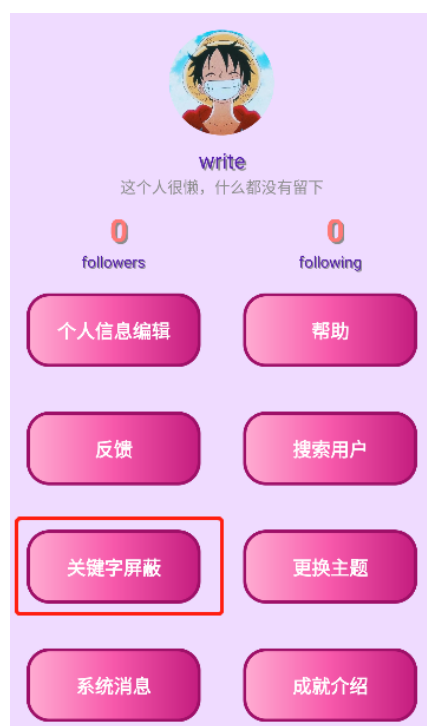 write
这个人很懒，什么都没有留下
0 0
followers following
个人信息编辑 帮助
反馈 搜索用户
关键字屏蔽 更换主题
系统消息 成就介绍